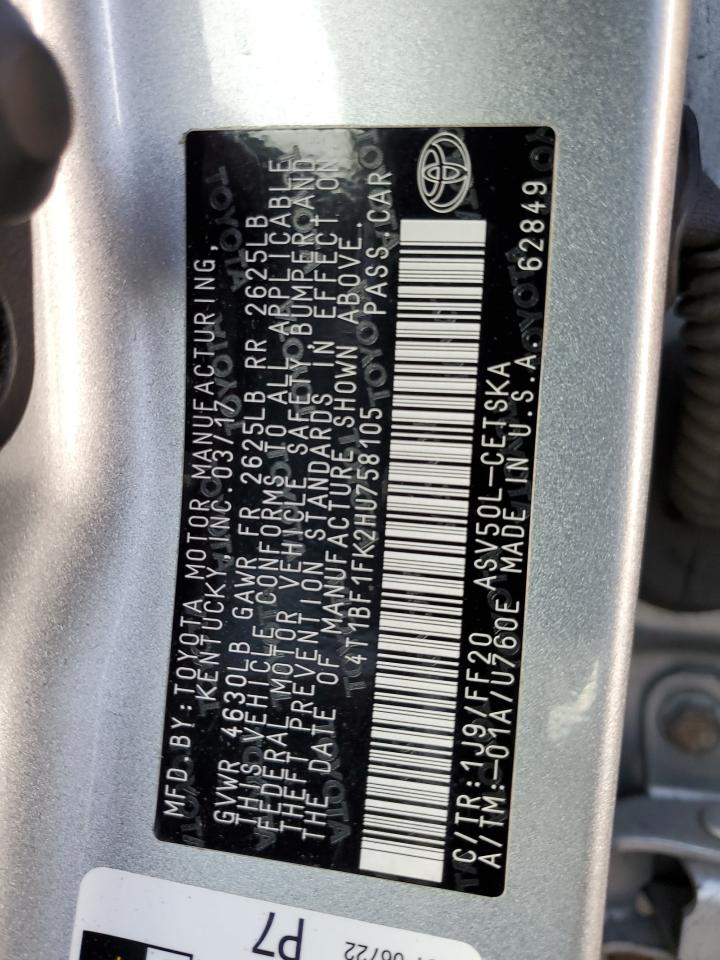 MFD.BY:TOYOTA MOTOR MANUFACTURING,
KENTUCKY,INC.03/17
GVWR 4630LB GAWR FR 2625LB RR 2625LB
THIS VEHICLE CONFORMS TO ALL APPLICABLE
FEDERAL MOTOR VEHICLE SAFETY,BUMPER,AND
THEFT PREVENTION STANDARDS IN EFFECT ON
THE DATE OF MANUFACTURE SHOWN ABOVE.
4T1BF1FK2HU758105 PASS.CAR
C/TR:1J9/FF20 ASV50L-CETSKA
A/TM:-01A/U760E MADE IN U.S.A. 62849
P7
06/22